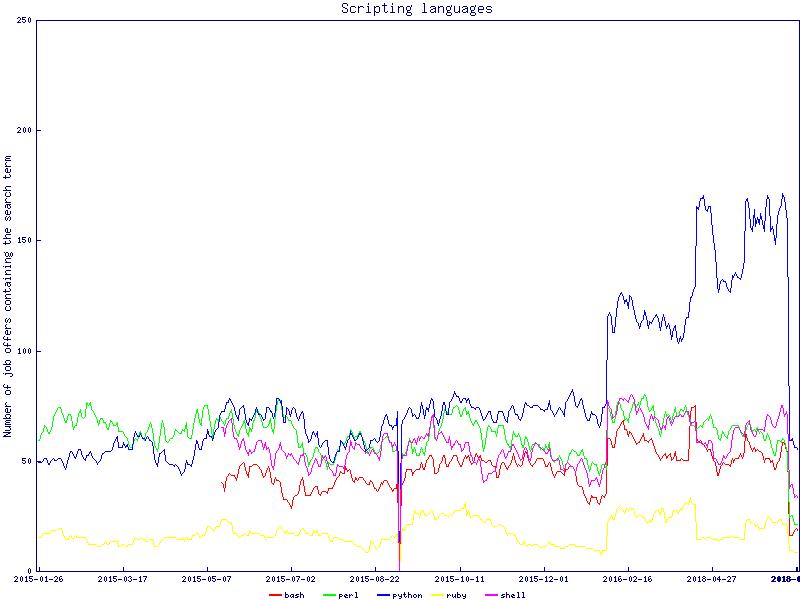 Scripting languages
Number of job offers containing the search term
250
200
150
100
50
0
2015-01-26 2015-03-17 2015-05-07 2015-07-02 2015-08-22 2015-10-11 2015-12-01 2016-02-16 2018-04-27
bash perl python ruby shell